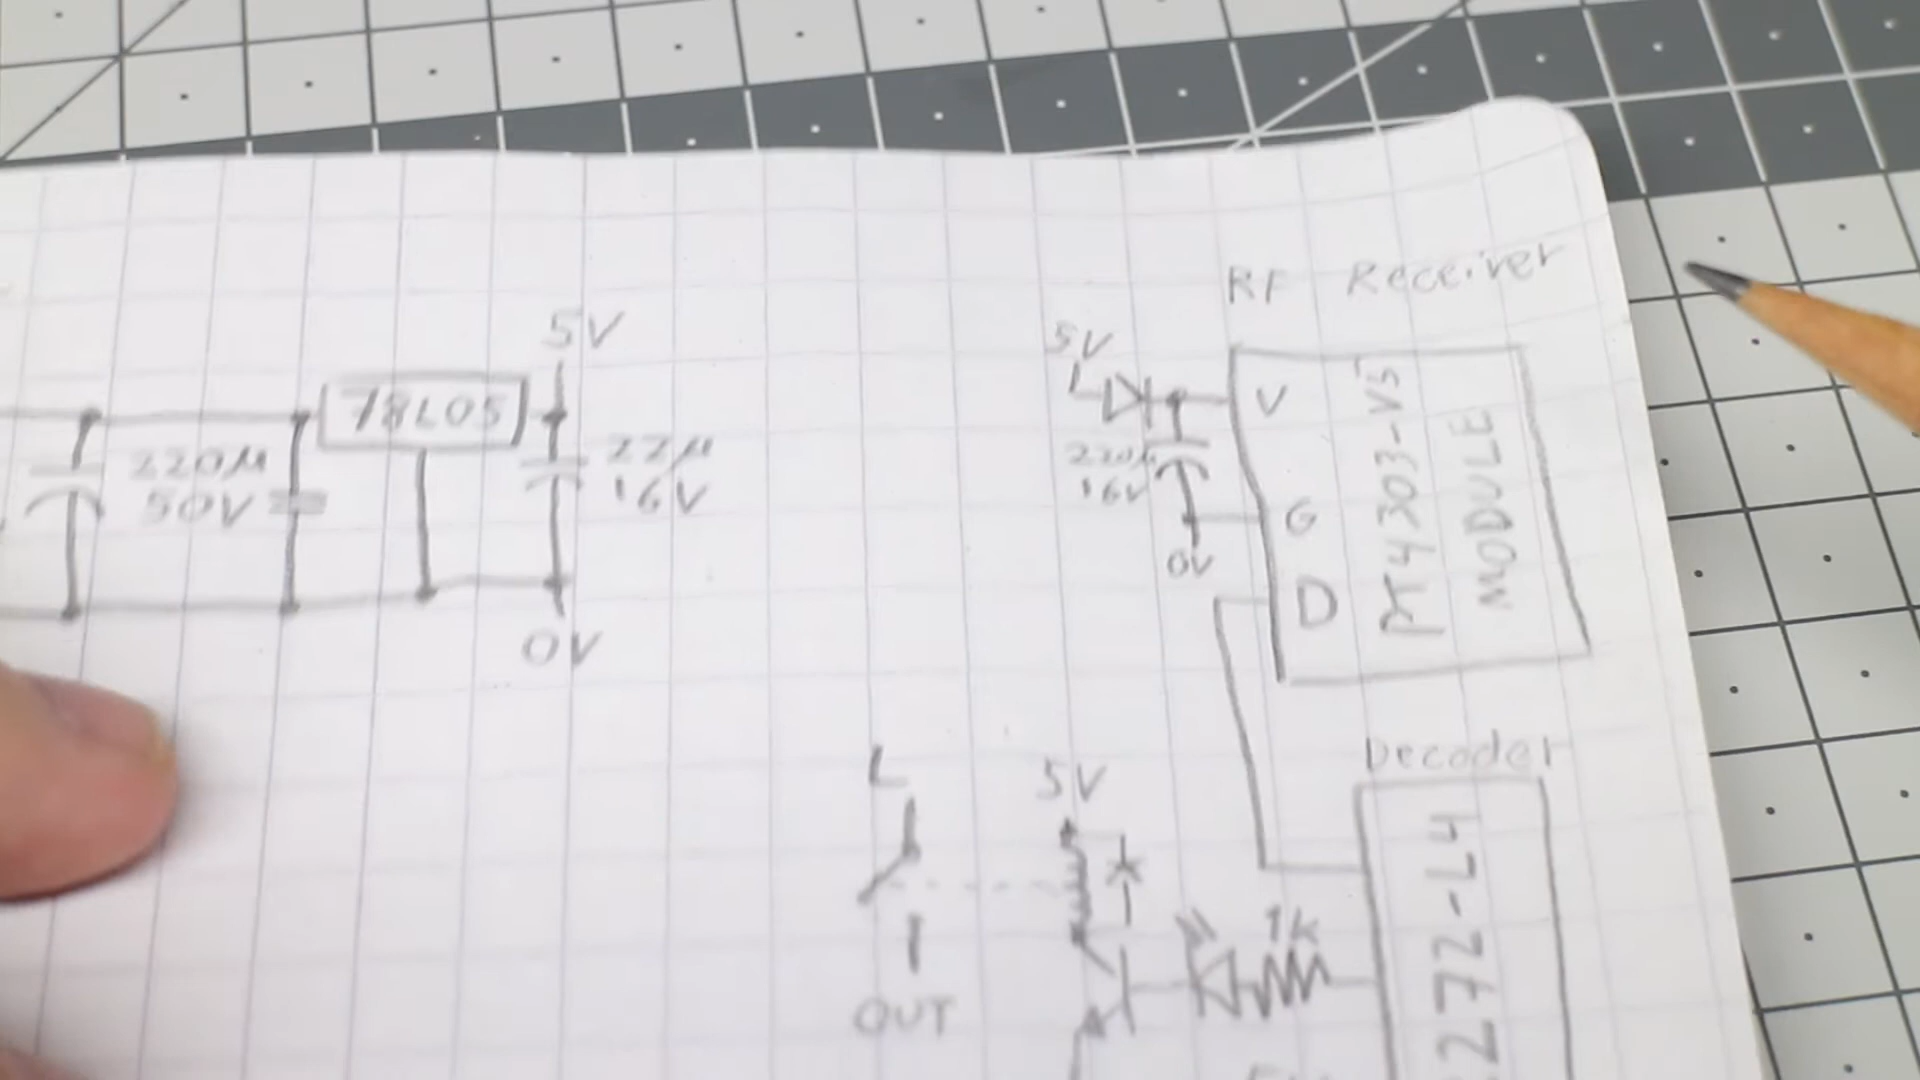 RF Receiver
5V
78L05
220µ
50V
22µ
16V
0V
5V
220µ
16V
0V
V
G
D
PT4303-V5
MODULE
Decoder
2272-L4
L
OUT
5V
1K